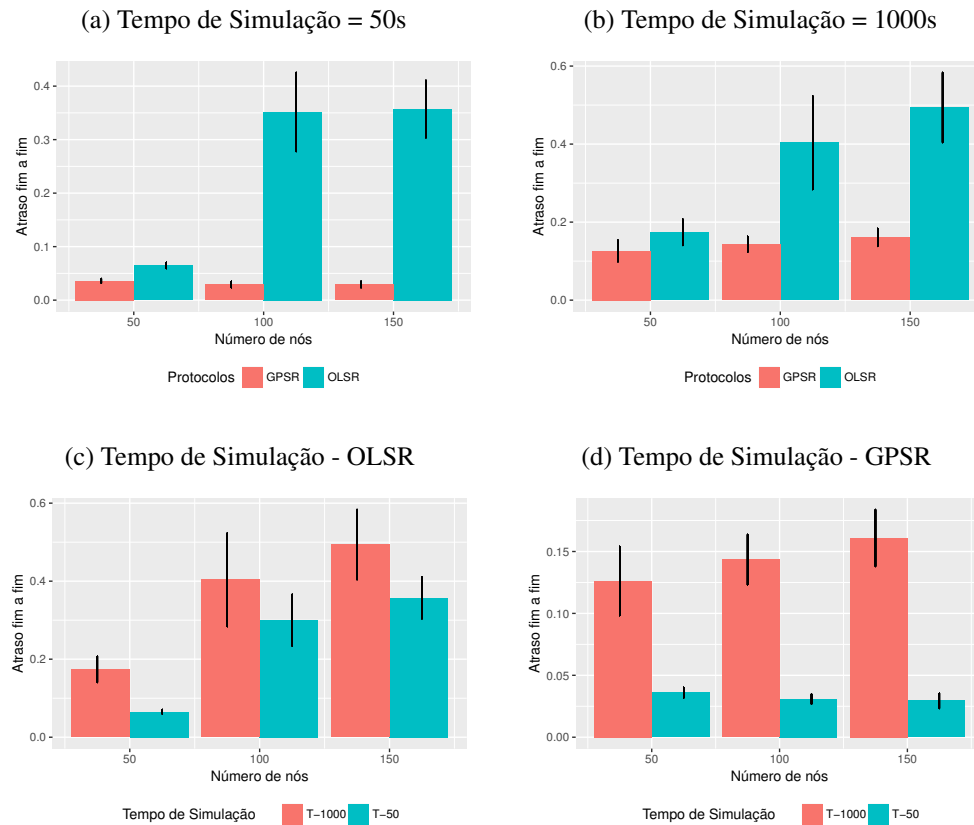 (a) Tempo de Simulação = 50s
0.4
0.3
0.2
0.1
0.0
Atraso fim a fim
50 100 150
Número de nós
Protocolos GPSR OLSR
(b) Tempo de Simulação = 1000s
0.6
0.4
0.2
0.0
Atraso fim a fim
50 100 150
Número de nós
Protocolos GPSR OLSR
(c) Tempo de Simulação - OLSR
0.6
0.4
0.2
0.0
Atraso fim a fim
50 100 150
Número de nós
Tempo de Simulação T-1000 T-50
(d) Tempo de Simulação - GPSR
0.15
0.10
0.05
0.00
Atraso fim a fim
50 100 150
Número de nós
Tempo de Simulação T-1000 T-50